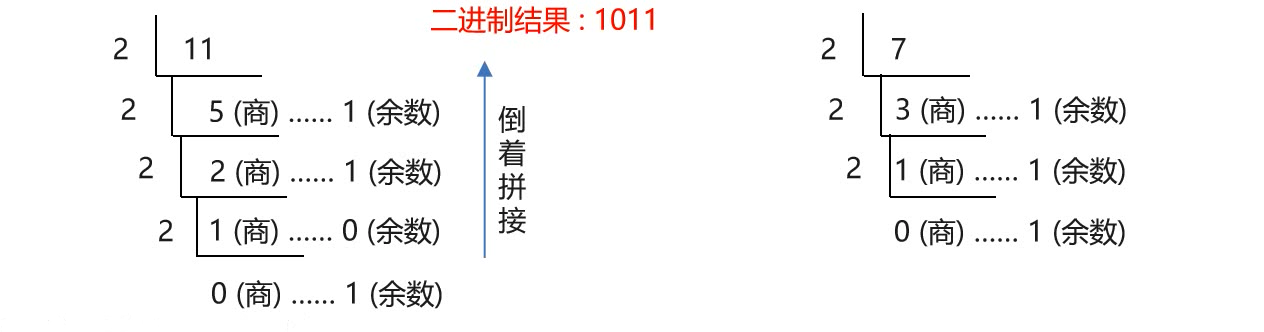 二进制结果：1011
2 11
2 5 (商) …… 1 (余数)
2 2 (商) …… 1 (余数)
2 1 (商) …… 0 (余数)
0 (商) …… 1 (余数)
倒着拼接
2 7
2 3 (商) …… 1 (余数)
2 1 (商) …… 1 (余数)
0 (商) …… 1 (余数)